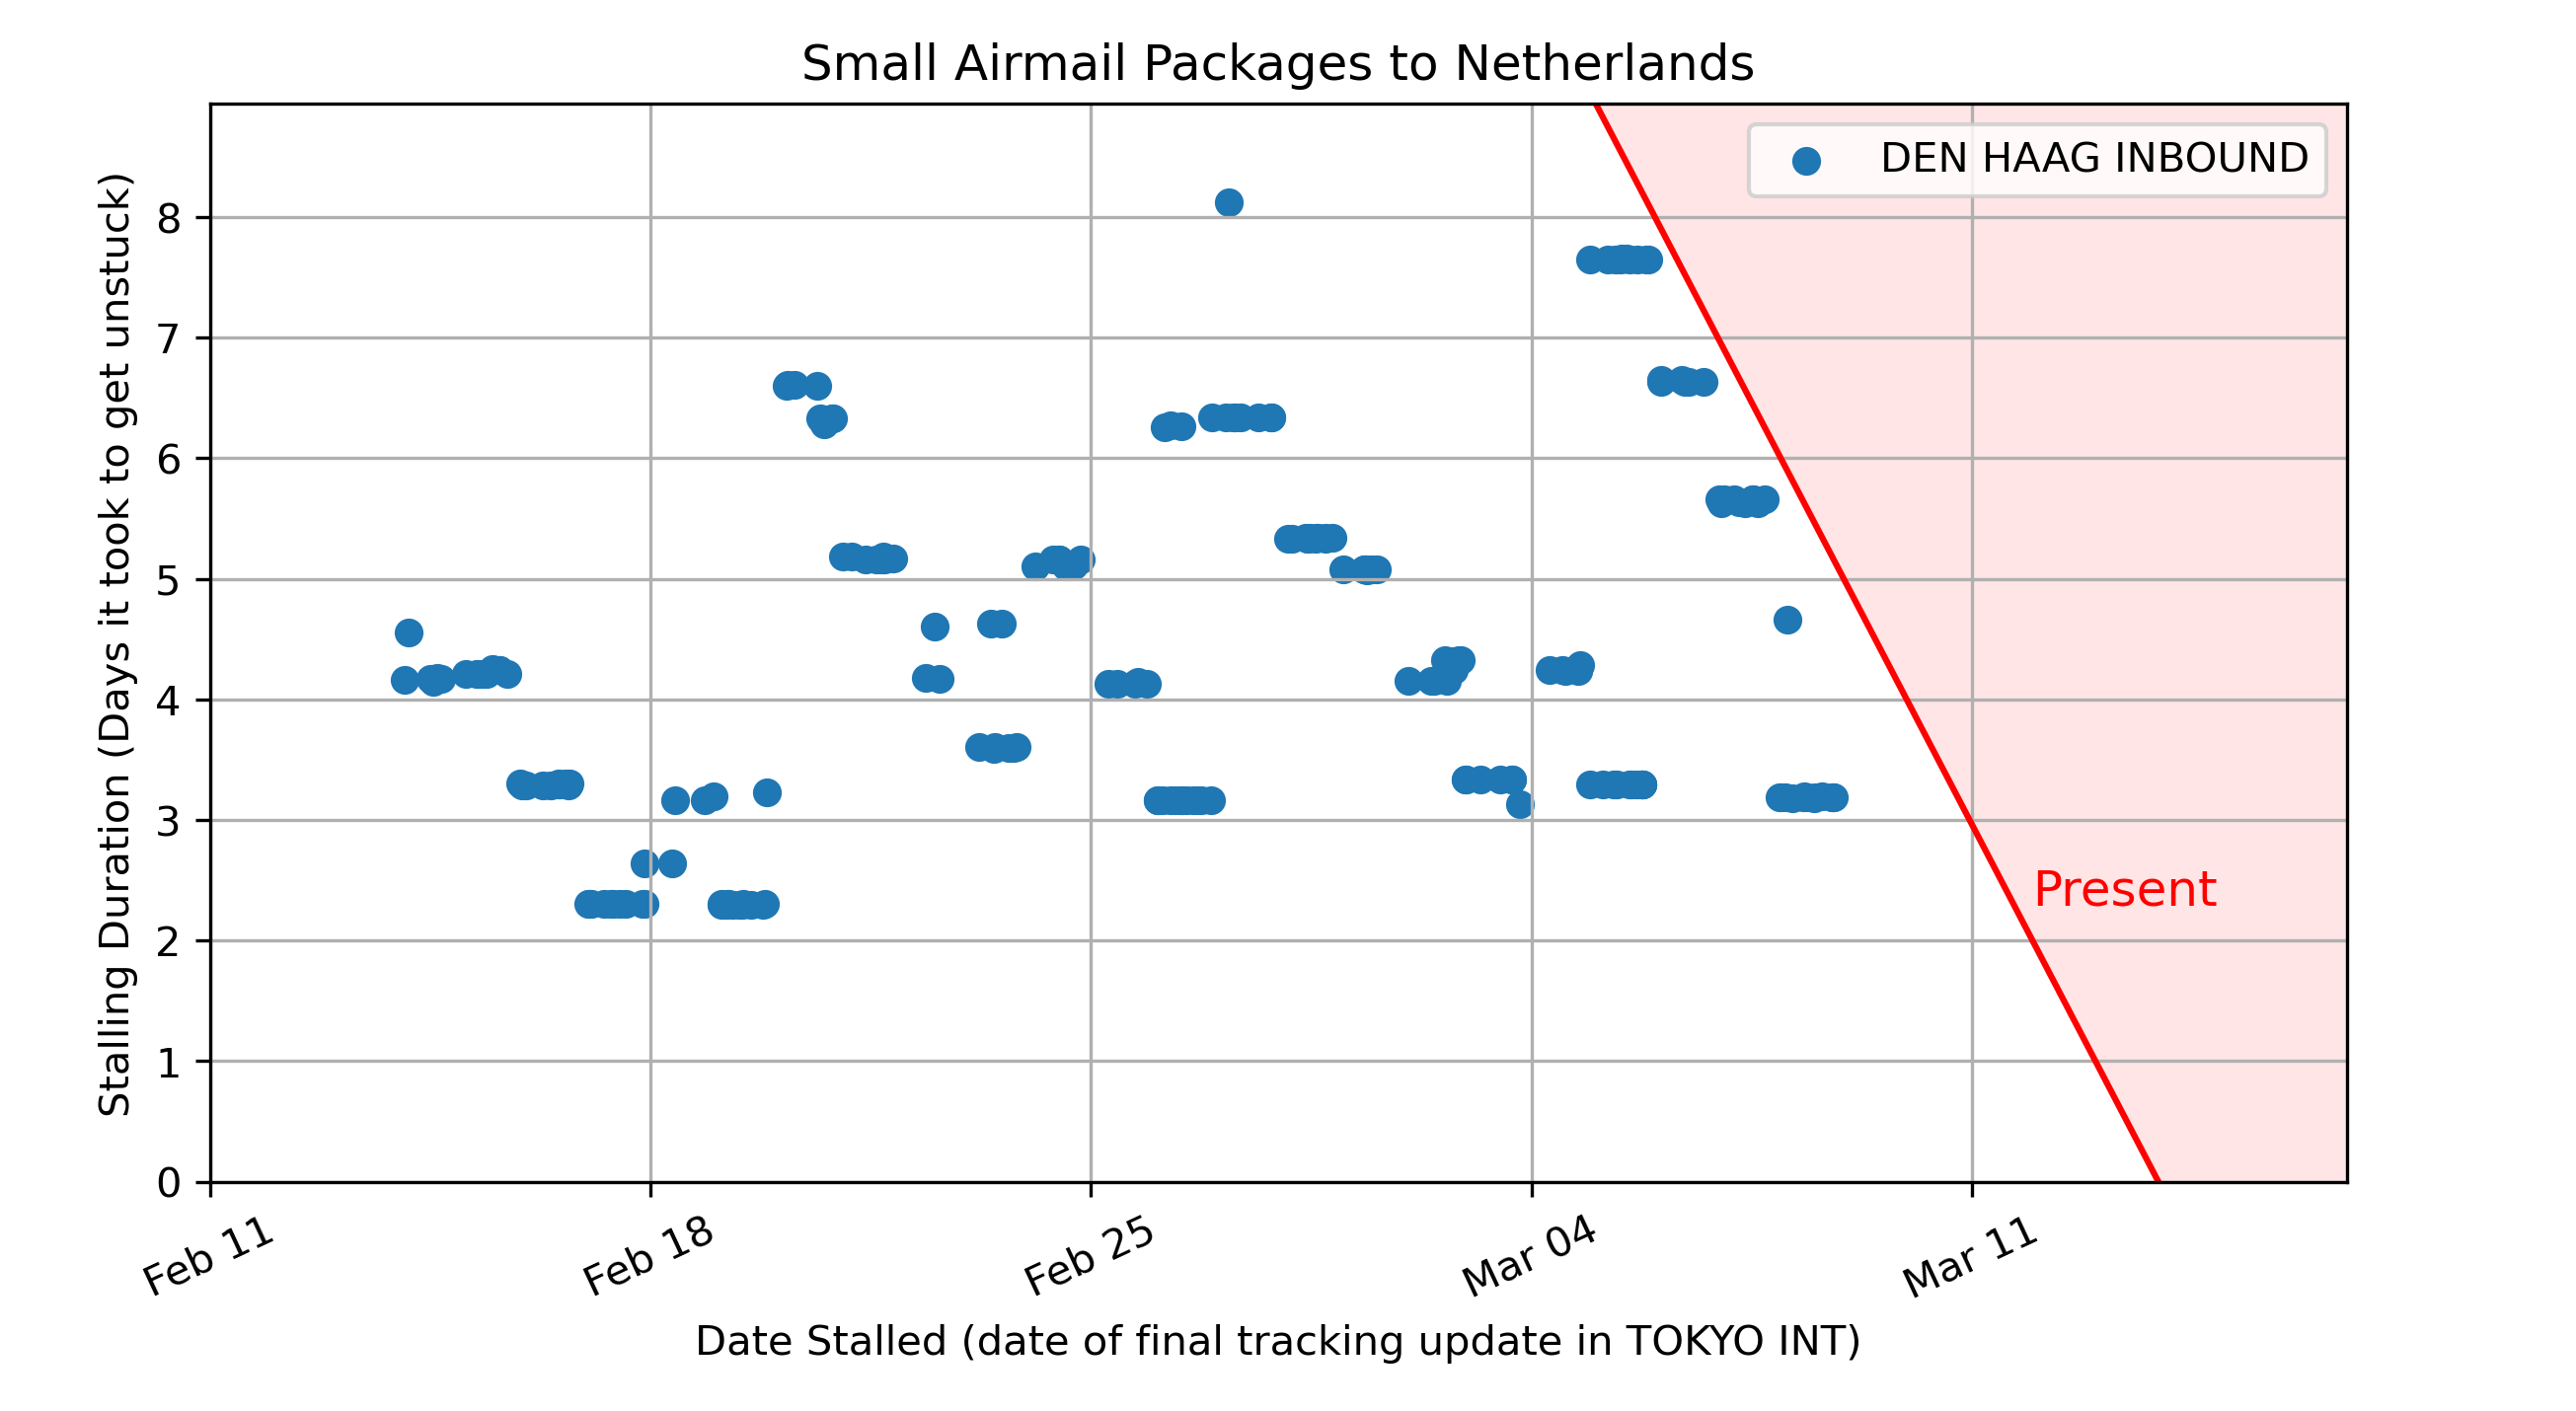 Small Airmail Packages to Netherlands
DEN HAAG INBOUND
Stalling Duration (Days it took to get unstuck)
8
7
6
5
4
3
2
1
0
Present
Feb 11
Feb 18
Feb 25
Mar 04
Mar 11
Date Stalled (date of final tracking update in TOKYO INT)